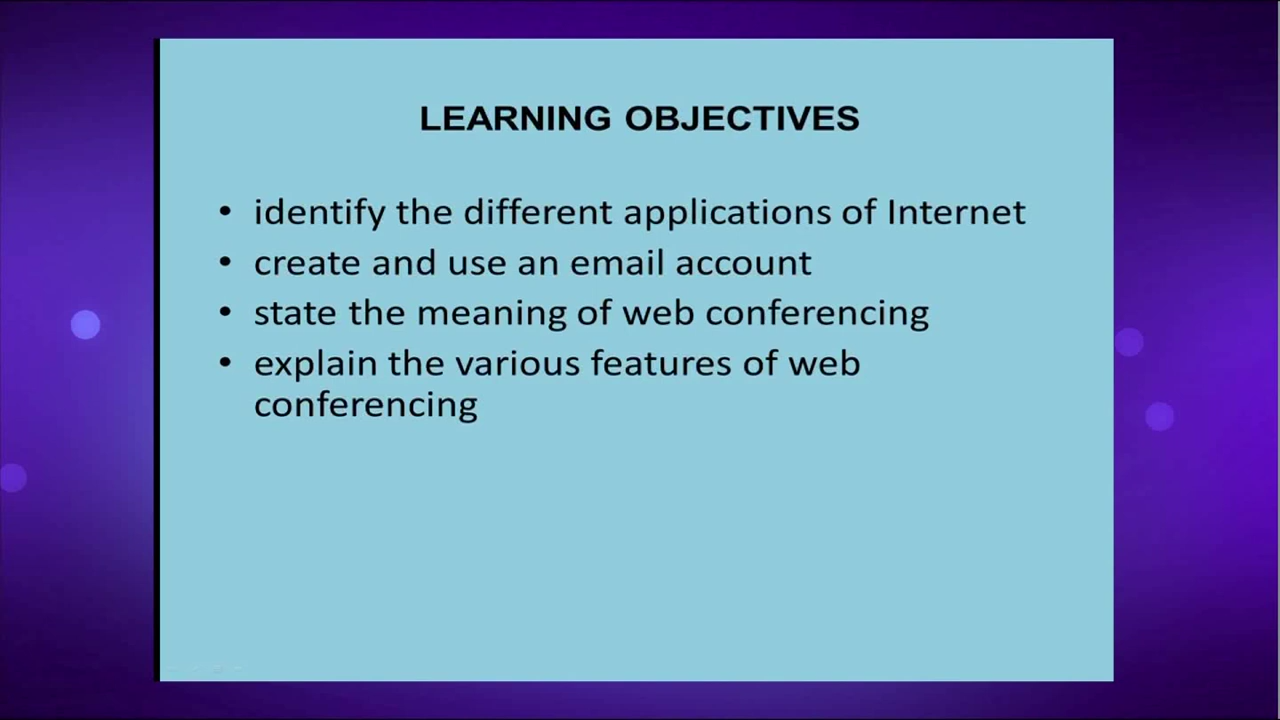 LEARNING OBJECTIVES
• identify the different applications of Internet
• create and use an email account
• state the meaning of web conferencing
• explain the various features of web
conferencing